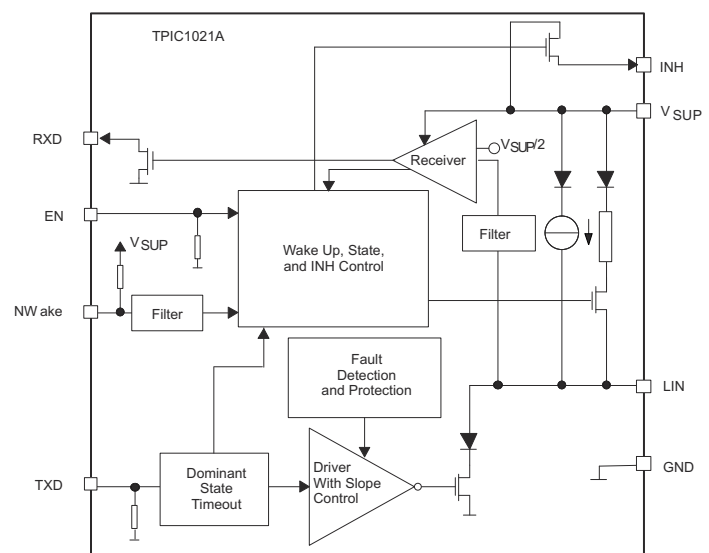 TPIC1021A
INH
V SUP
RXD
VSUP/2
Receiver
EN
VSUP
Wake Up, State,
and INH Control
Filter
NW ake
Filter
Fault
Detection
and Protection
LIN
Dominant
State
Timeout
Driver
With Slope
Control
GND
TXD